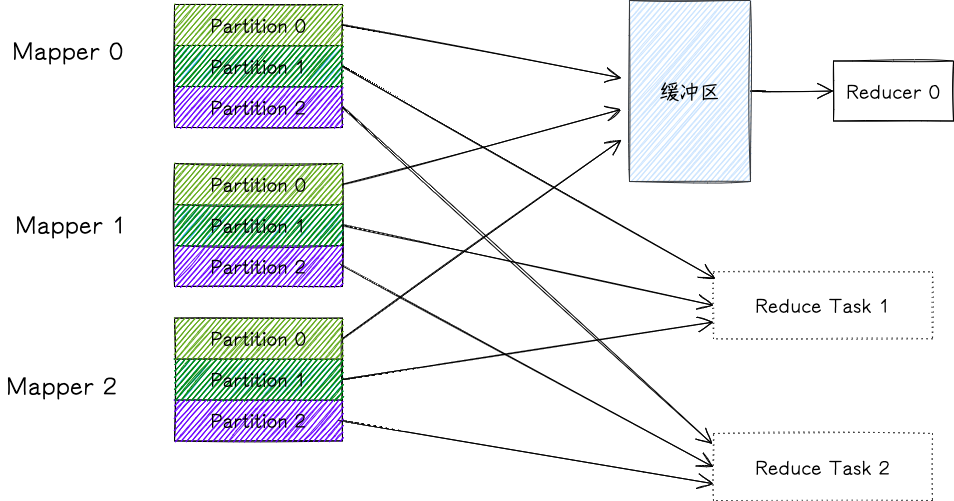 Mapper 0
Partition 0
Partition 1
Partition 2
缓冲区
Reducer 0
Mapper 1
Partition 0
Partition 1
Partition 2
Reduce Task 1
Mapper 2
Partition 0
Partition 1
Partition 2
Reduce Task 2